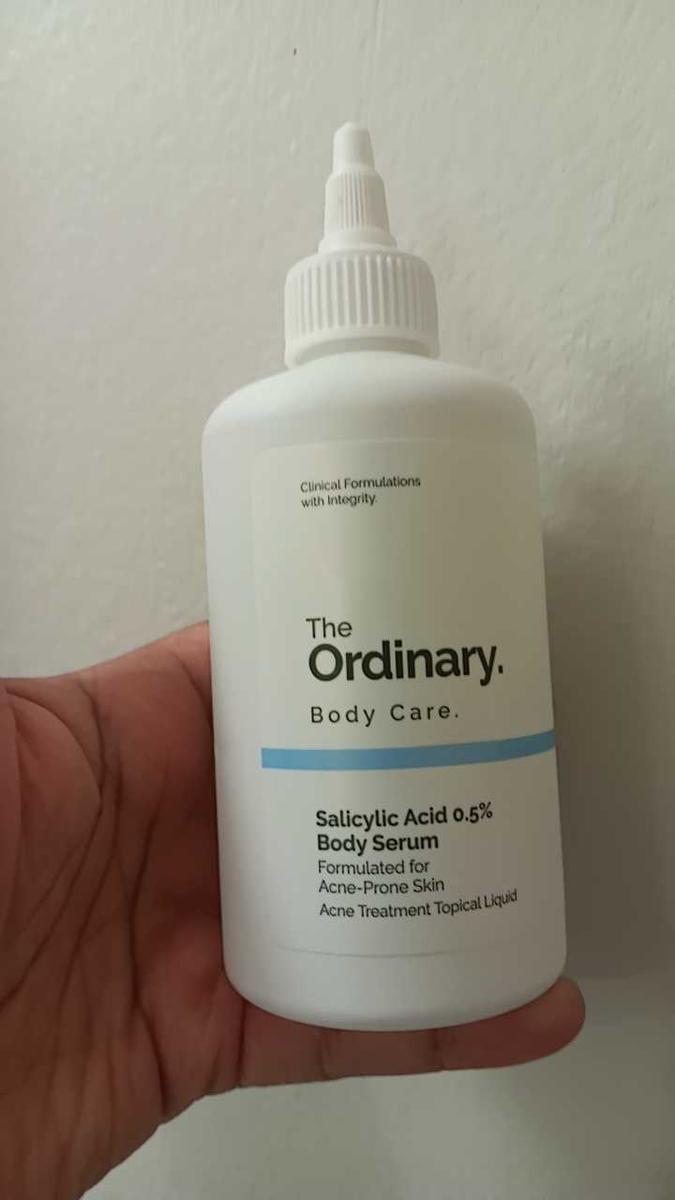 Clinical Formulations
with Integrity.
The
Ordinary.
Body Care.
Salicylic Acid 0.5%
Body Serum
Formulated for
Acne-Prone Skin
Acne Treatment Topical Liquid